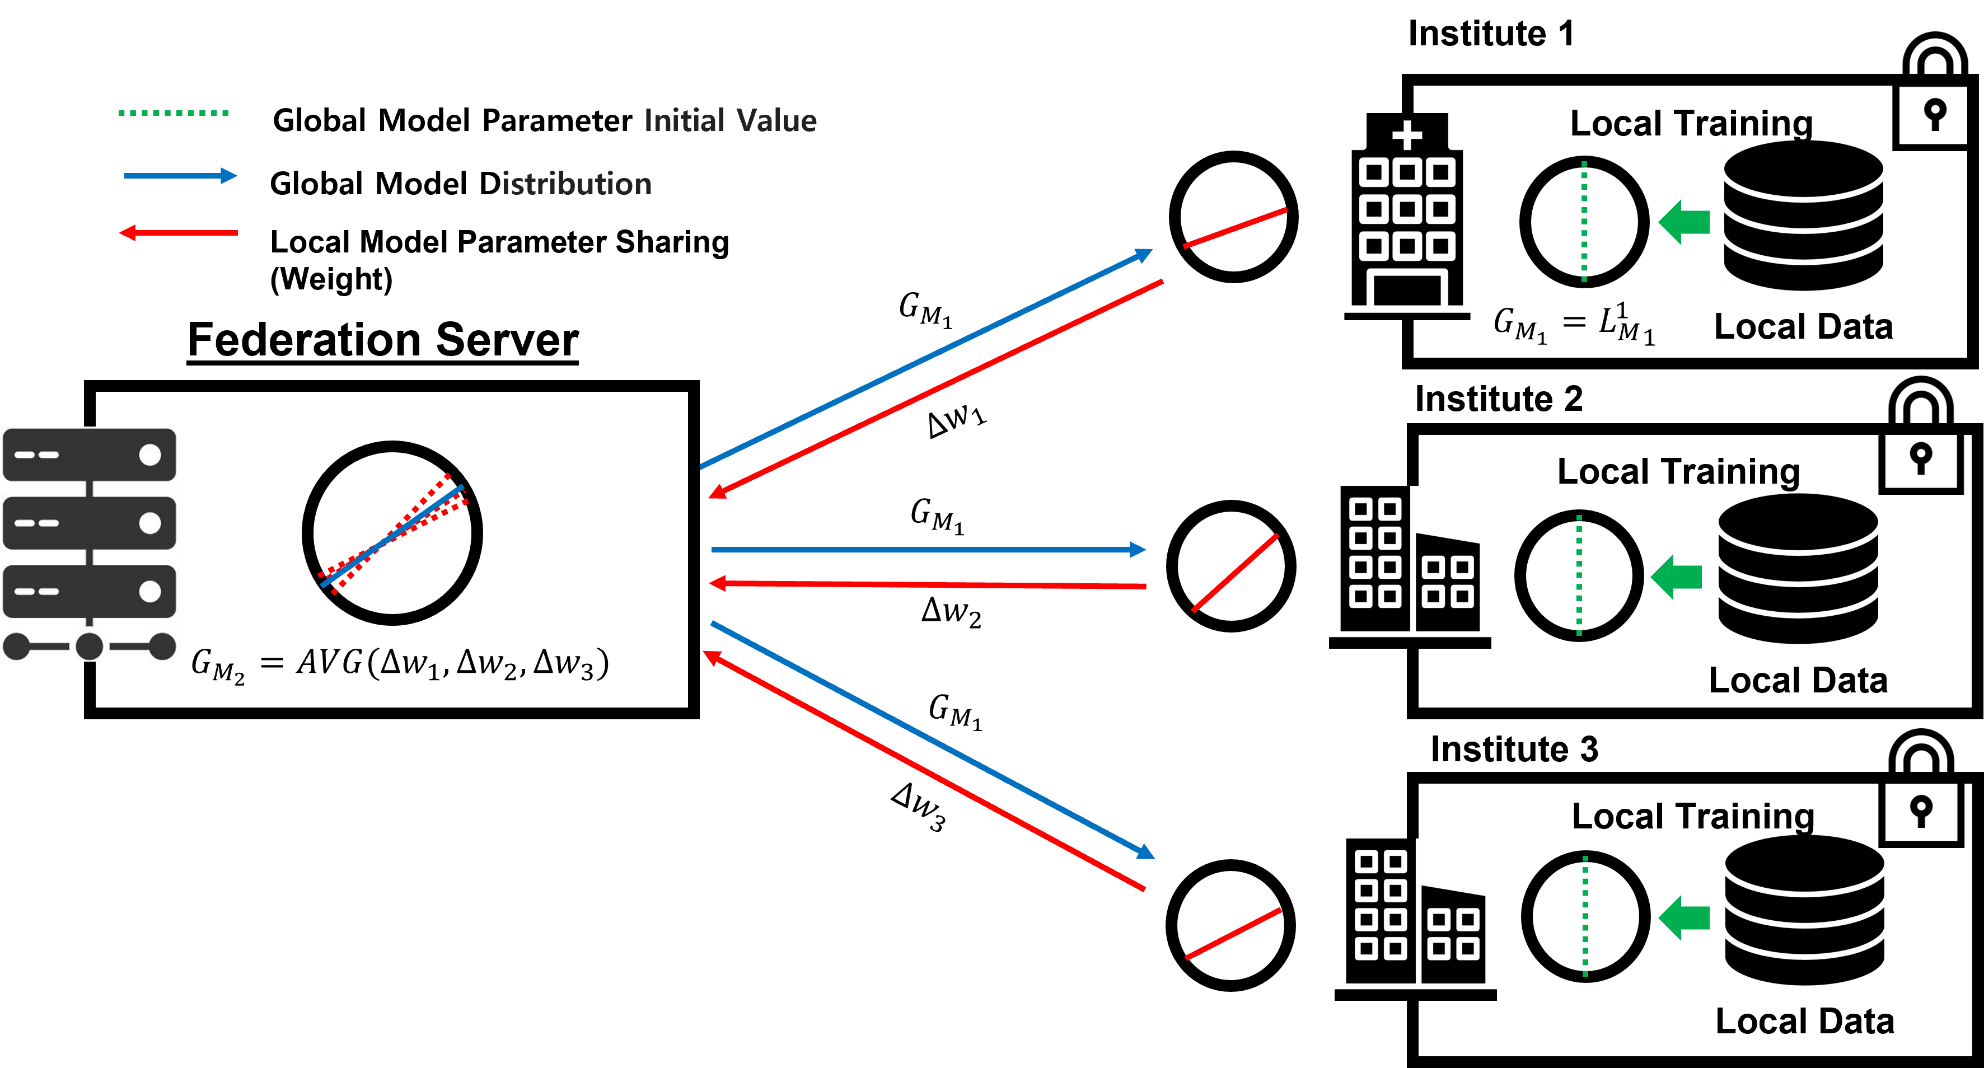 Global Model Parameter Initial Value
Global Model Distribution
Local Model Parameter Sharing
(Weight)
Federation Server
G_{M_1}
Δw_1
G_{M_1}
Δw_2
G_{M_1}
Δw_3
G_{M_2} = AVG(Δw_1, Δw_2, Δw_3)
Institute 1
Local Training
G_{M_1} = L^1_{M_1}
Local Data
Institute 2
Local Training
Local Data
Institute 3
Local Training
Local Data